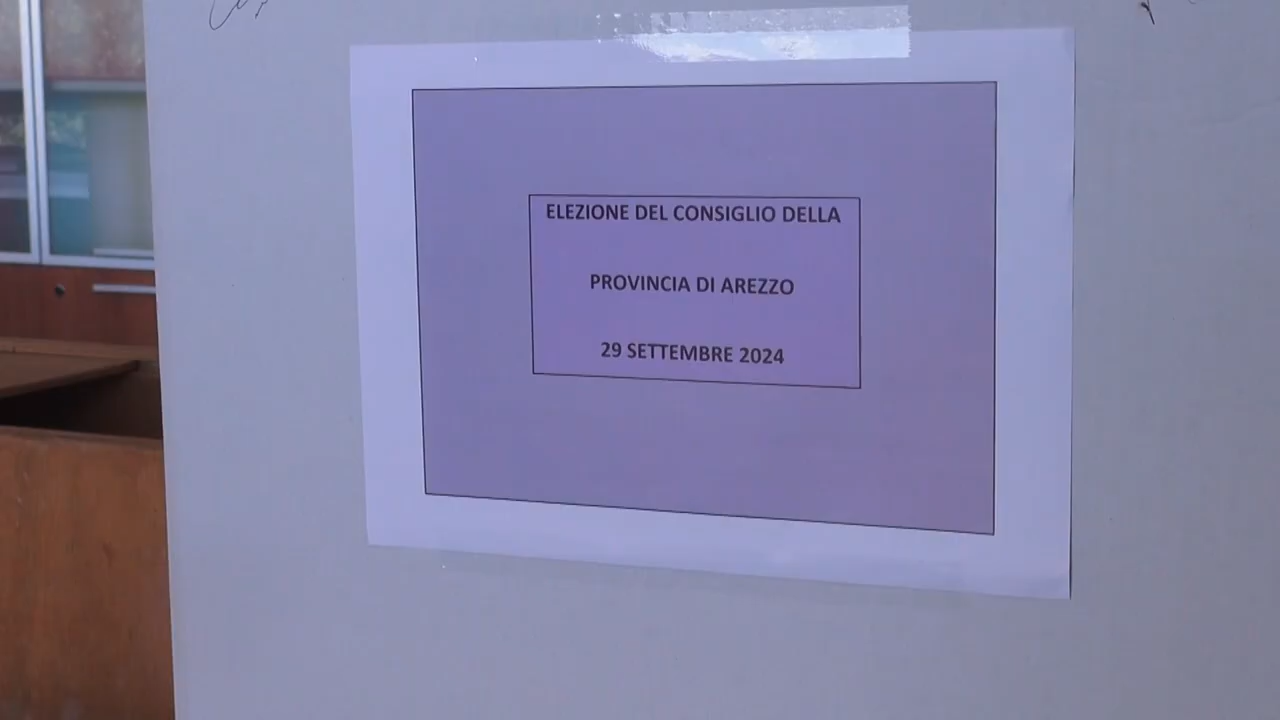 ELEZIONE DEL CONSIGLIO DELLA
PROVINCIA DI AREZZO
29 SETTEMBRE 2024